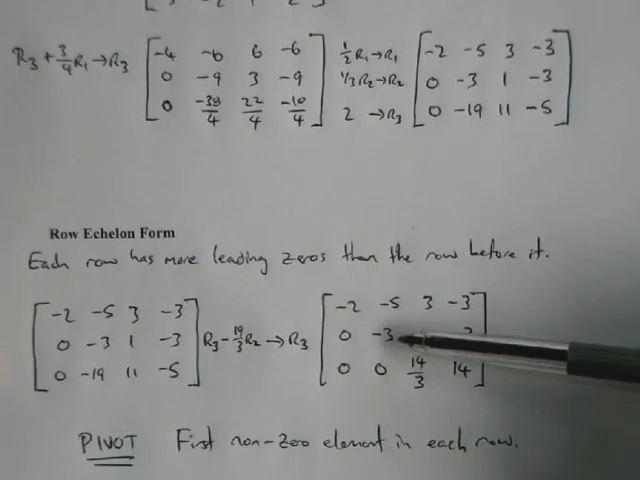 R₃ + 3/4 R₁ → R₃ [ -4 -10 6 -6 ] 1/2 R₁ → R₁ [ -2 -5 3 -3 ]
0 -9 3 -9 1/3 R₂ → R₂ 0 -3 1 -3
0 -38/4 22/4 -10/4 2 → R₃ 0 -19 11 -5
Row Echelon Form
Each row has more leading zeros than the row before it.
[ -2 -5 3 -3 ] [ -2 -5 3 -3 ]
0 -3 1 -3 R₃ - 19/3 R₂ → R₃ 0 -3
0 -19 11 -5 0 0 14/3 14
PIVOT First non-zero element in each row.